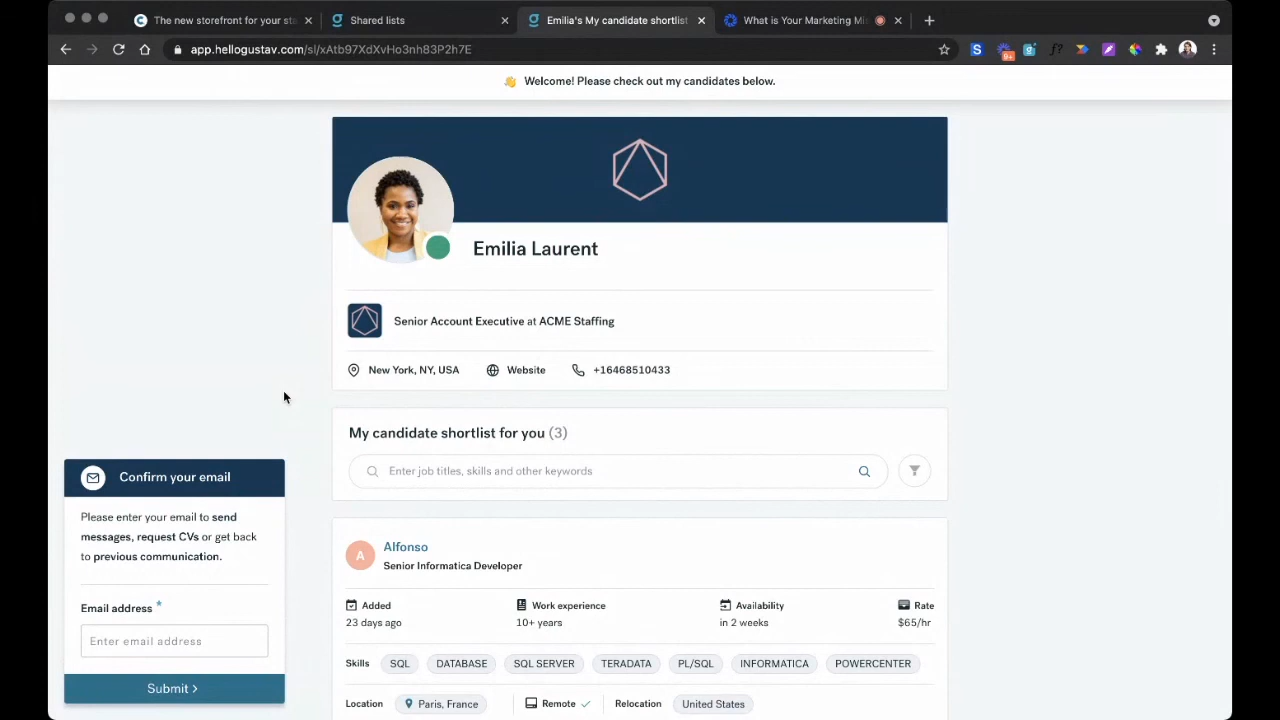 The new storefront for your sta
Shared lists
Emilia's My candidate shortlist
What is Your Marketing Mi
app.hellogustav.com/sl/xAtb97XdXvHo3nh83P2h7E
Welcome! Please check out my candidates below.
Emilia Laurent
Senior Account Executive at ACME Staffing
New York, NY, USA
Website
+16468510433
My candidate shortlist for you (3)
Enter job titles, skills and other keywords
Confirm your email
Please enter your email to send
messages, request CVs or get back
to previous communication.
Email address *
Enter email address
Submit >
A
Alfonso
Senior Informatica Developer
Added
Work experience
Availability
Rate
23 days ago
10+ years
in 2 weeks
$65/hr
Skills
SQL
DATABASE
SQL SERVER
TERADATA
PL/SQL
INFORMATICA
POWERCENTER
Location
Paris, France
Remote
Relocation
United States